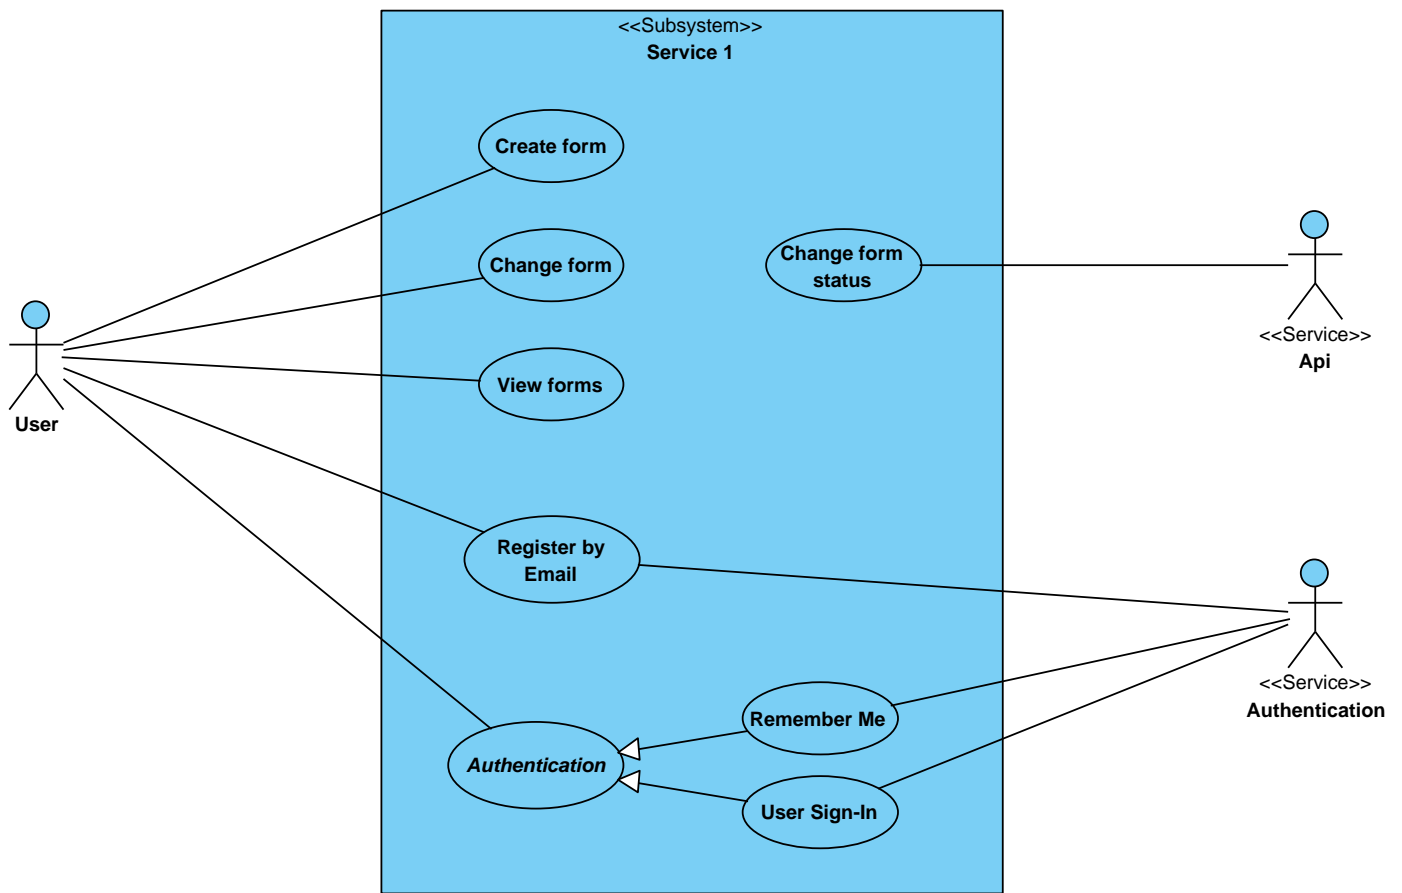 <<Subsystem>>
Service 1
Create form
Change form
Change form
status
View forms
User
<<Service>>
Api
Register by
Email
<<Service>>
Authentication
Remember Me
Authentication
User Sign-In